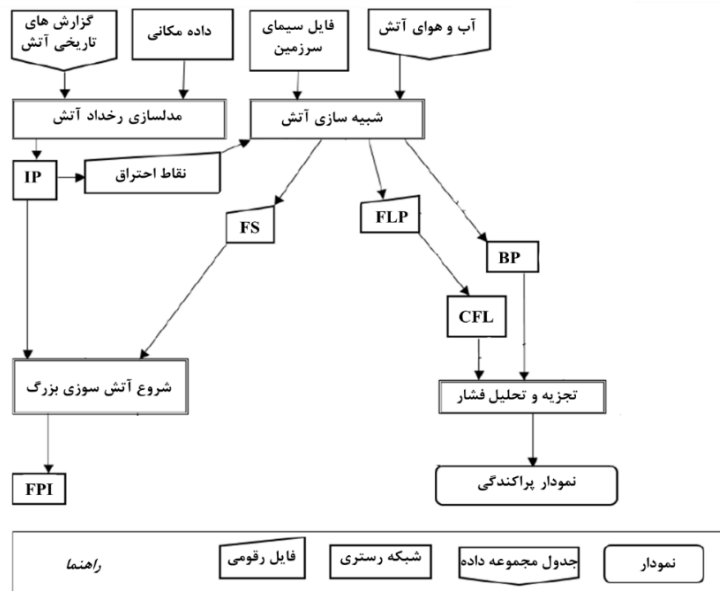 گزارش های
تاریخی آتش
داده مکانی
فایل سیمای
سرزمین
آب و هوای آتش
مدلسازی رخداد آتش
شبیه سازی آتش
IP
نقاط احتراق
FS
FLP
BP
CFL
شروع آتش سوزی بزرگ
تجزیه و تحلیل فشار
FPI
نمودار پراکندگی
راهنما
فایل رقومی
شبکه رستری
جدول مجموعه داده
نمودار